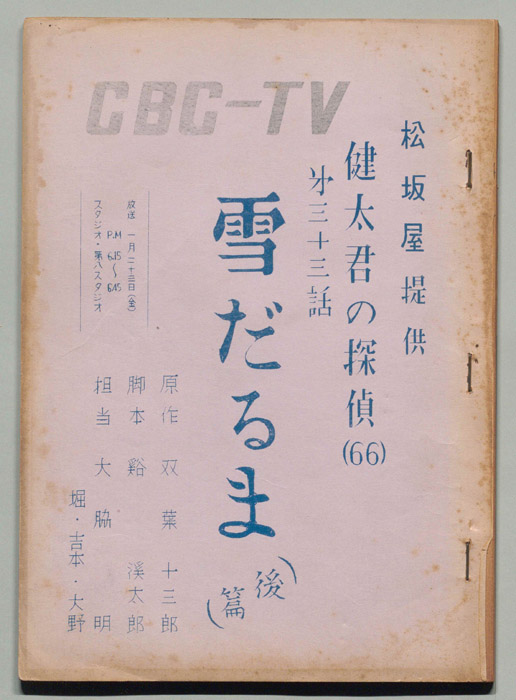 CBC-TV
松坂屋提供
健太君の探偵(66)
㐧三十三話
雪だるま
(後篇)
放送 一月二十三日(金)
P.M 6.15〜6.45
スタジオ・第八スタジオ
原作 双葉十三郎
脚本 谿渓太郎
担当 大脇明
堀・吉本・大野